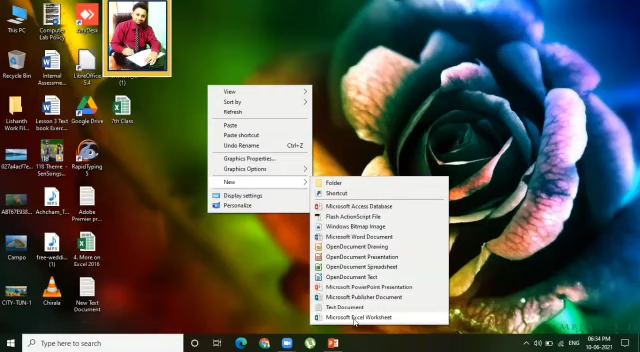 This PC
Computer
Lab Policy
AnyDesk
Recycle Bin
Internal
Assessme...
LibreOffice
5.4
(1)
Lishanth
Work Fil...
Lesson 3 Text
book Exerc...
Google Drive
7th Class
027a4acf7e...
118 Theme -
SenSongs...
RapidTyping
5
ABT67E938...
Achcham_T...
Adobe
Premier pr...
Campo
free-weddi...
(1)
4. More on
Excel 2016
CITY-TUN-1
Chirala
New Text
Document
View
Sort by
Refresh
Paste
Paste shortcut
Undo Rename Ctrl+Z
Graphics Properties...
Graphics Options
New
Display settings
Personalize
Folder
Shortcut
Microsoft Access Database
Flash ActionScript File
Windows Bitmap Image
Microsoft Word Document
OpenDocument Drawing
OpenDocument Presentation
OpenDocument Spreadsheet
OpenDocument Text
Microsoft PowerPoint Presentation
Microsoft Publisher Document
Text Document
Microsoft Excel Worksheet
Type here to search
ENG
06:34 PM
10-06-2021